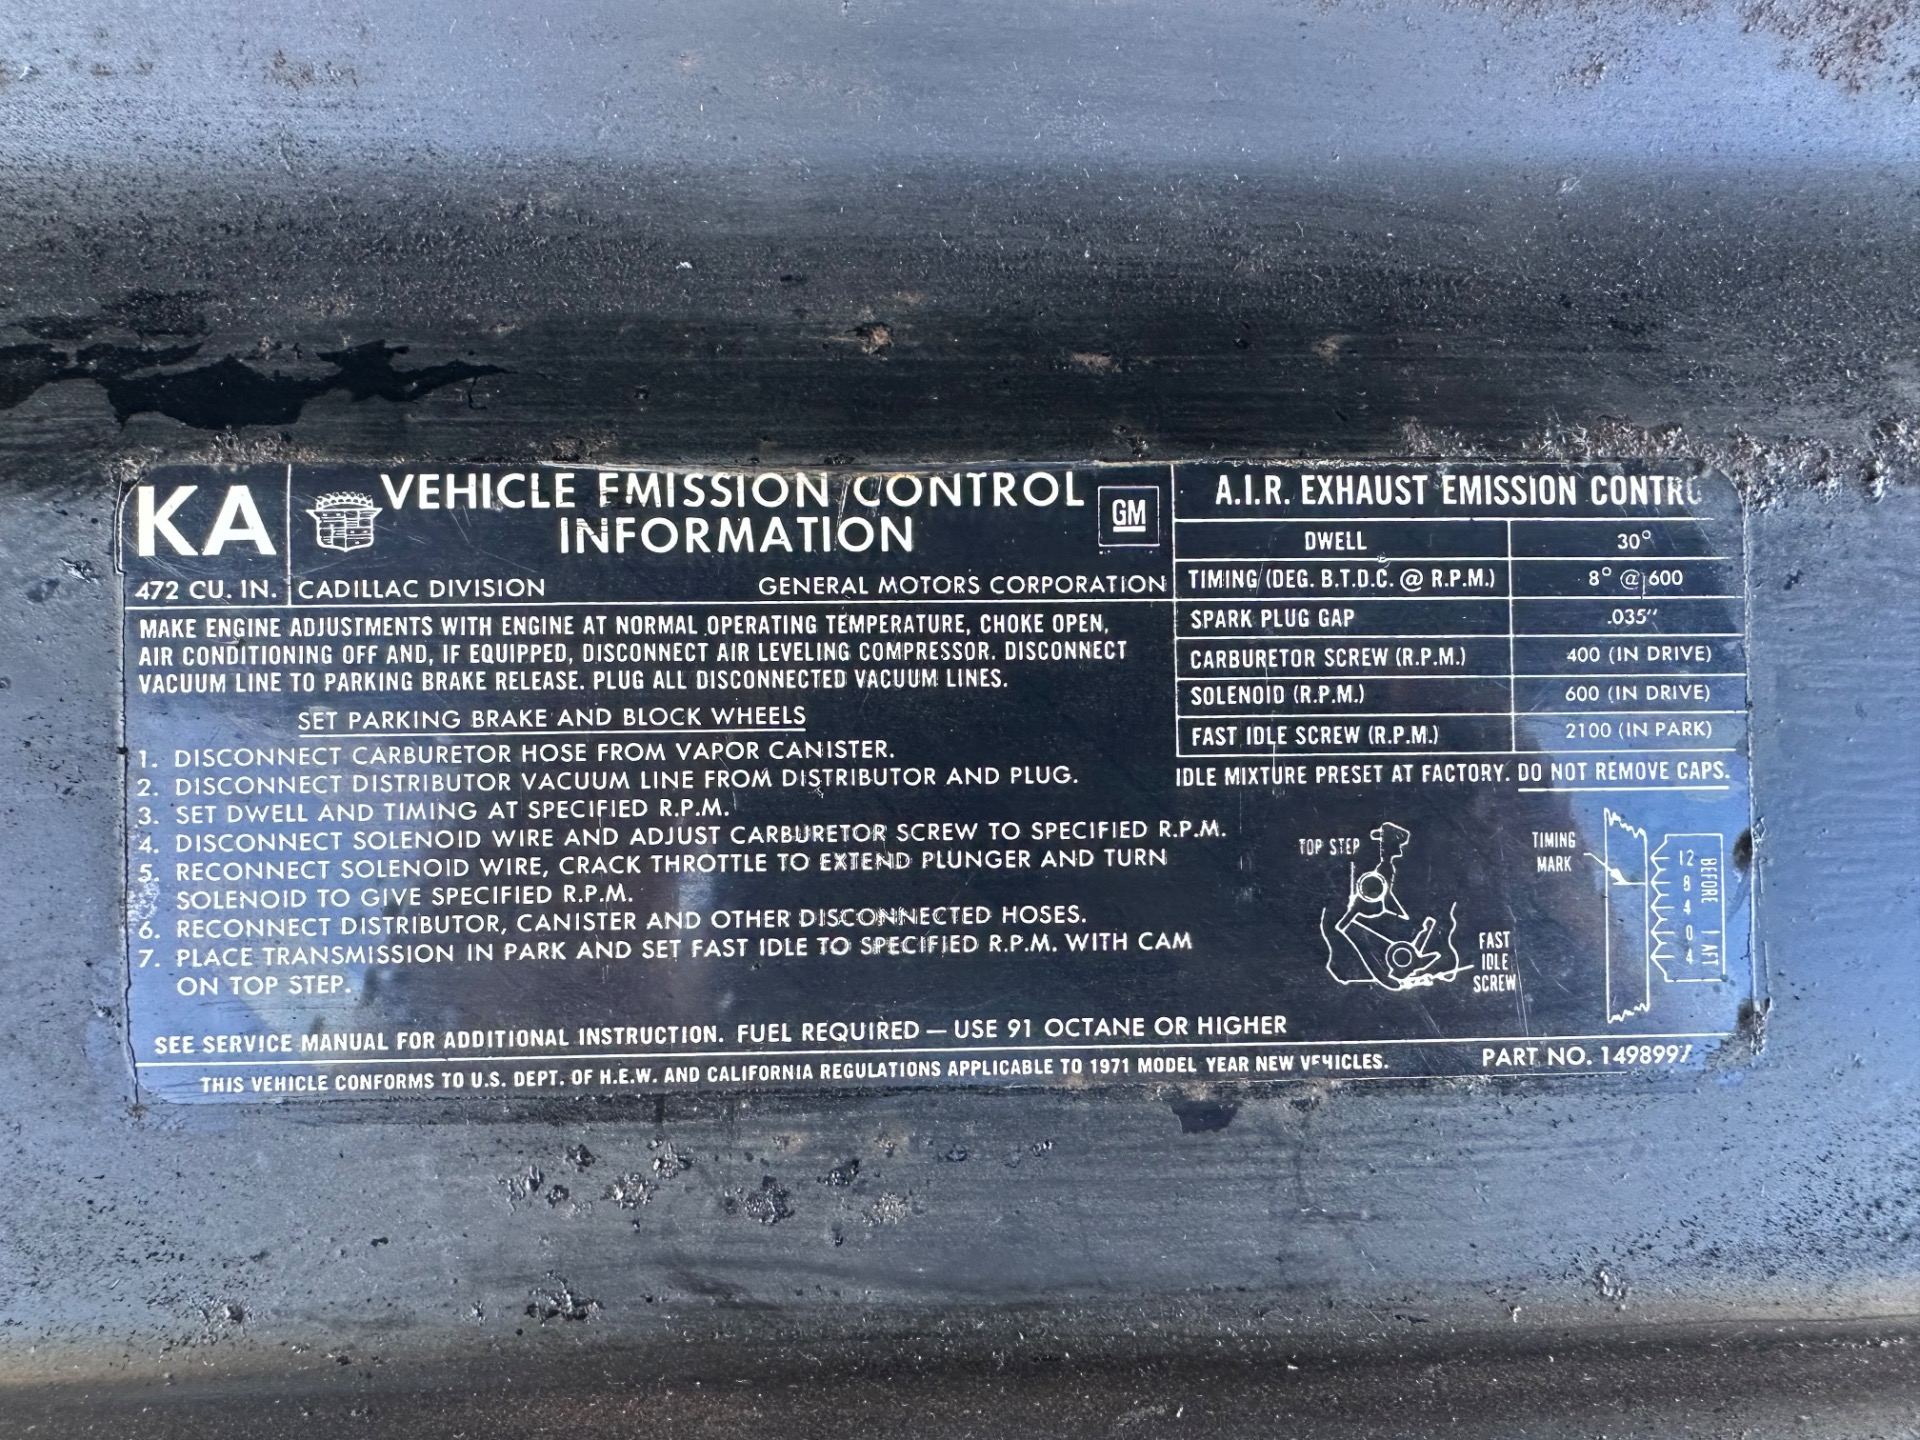 KA
VEHICLE EMISSION CONTROL
INFORMATION
GM
472 CU. IN.
CADILLAC DIVISION
GENERAL MOTORS CORPORATION
MAKE ENGINE ADJUSTMENTS WITH ENGINE AT NORMAL OPERATING TEMPERATURE, CHOKE OPEN,
AIR CONDITIONING OFF AND, IF EQUIPPED, DISCONNECT AIR LEVELING COMPRESSOR. DISCONNECT
VACUUM LINE TO PARKING BRAKE RELEASE. PLUG ALL DISCONNECTED VACUUM LINES.
SET PARKING BRAKE AND BLOCK WHEELS
1. DISCONNECT CARBURETOR HOSE FROM VAPOR CANISTER.
2. DISCONNECT DISTRIBUTOR VACUUM LINE FROM DISTRIBUTOR AND PLUG.
3. SET DWELL AND TIMING AT SPECIFIED R.P.M.
4. DISCONNECT SOLENOID WIRE AND ADJUST CARBURETOR SCREW TO SPECIFIED R.P.M.
5. RECONNECT SOLENOID WIRE, CRACK THROTTLE TO EXTEND PLUNGER AND TURN
SOLENOID TO GIVE SPECIFIED R.P.M.
6. RECONNECT DISTRIBUTOR, CANISTER AND OTHER DISCONNECTED HOSES.
7. PLACE TRANSMISSION IN PARK AND SET FAST IDLE TO SPECIFIED R.P.M. WITH CAM
ON TOP STEP.
A.I.R. EXHAUST EMISSION CONTRO
DWELL 30°
TIMING (DEG. B.T.D.C. @ R.P.M.) 8° @ 600
SPARK PLUG GAP .035"
CARBURETOR SCREW (R.P.M.) 400 (IN DRIVE)
SOLENOID (R.P.M.) 600 (IN DRIVE)
FAST IDLE SCREW (R.P.M.) 2100 (IN PARK)
IDLE MIXTURE PRESET AT FACTORY. DO NOT REMOVE CAPS.
TOP STEP
FAST
IDLE
SCREW
TIMING
MARK
12
8
4
0
4
BEFORE
AFT
SEE SERVICE MANUAL FOR ADDITIONAL INSTRUCTION. FUEL REQUIRED — USE 91 OCTANE OR HIGHER
THIS VEHICLE CONFORMS TO U.S. DEPT. OF H.E.W. AND CALIFORNIA REGULATIONS APPLICABLE TO 1971 MODEL YEAR NEW VEHICLES.
PART NO. 1498997